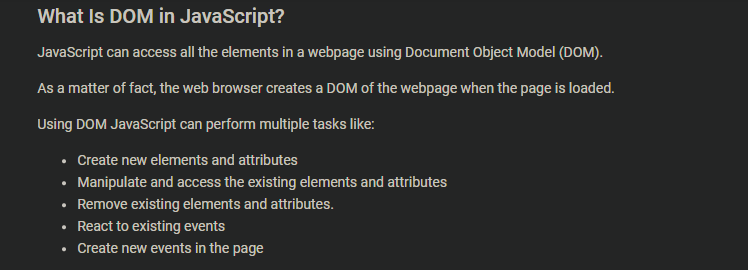 What Is DOM in JavaScript?
JavaScript can access all the elements in a webpage using Document Object Model (DOM).
As a matter of fact, the web browser creates a DOM of the webpage when the page is loaded.
Using DOM JavaScript can perform multiple tasks like:
• Create new elements and attributes
• Manipulate and access the existing elements and attributes
• Remove existing elements and attributes.
• React to existing events
• Create new events in the page